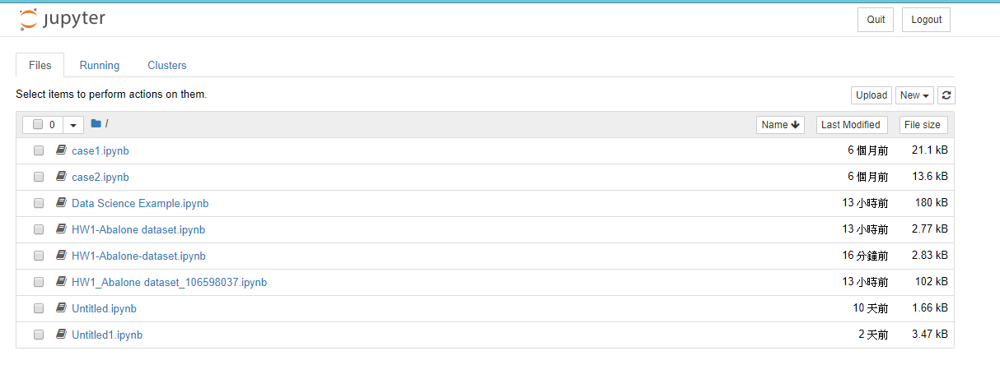 jupyter Quit Logout
Files Running Clusters
Select items to perform actions on them. Upload New
0 / Name Last Modified File size
case1.ipynb 6 個月前 21.1 kB
case2.ipynb 6 個月前 13.6 kB
Data Science Example.ipynb 13 小時前 180 kB
HW1-Abalone dataset.ipynb 13 小時前 2.77 kB
HW1-Abalone-dataset.ipynb 16 分鐘前 2.83 kB
HW1_Abalone dataset_106598037.ipynb 13 小時前 102 kB
Untitled.ipynb 10 天前 1.66 kB
Untitled1.ipynb 2 天前 3.47 kB